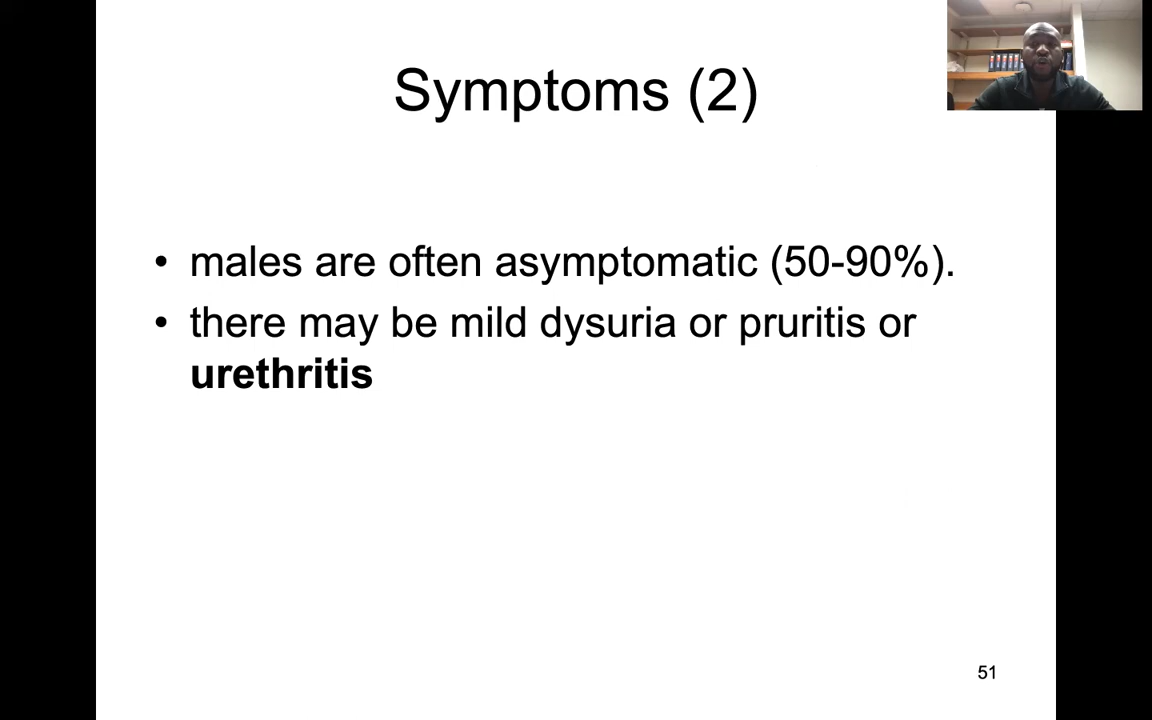 Symptoms (2)
• males are often asymptomatic (50-90%).
• there may be mild dysuria or pruritis or
urethritis
51